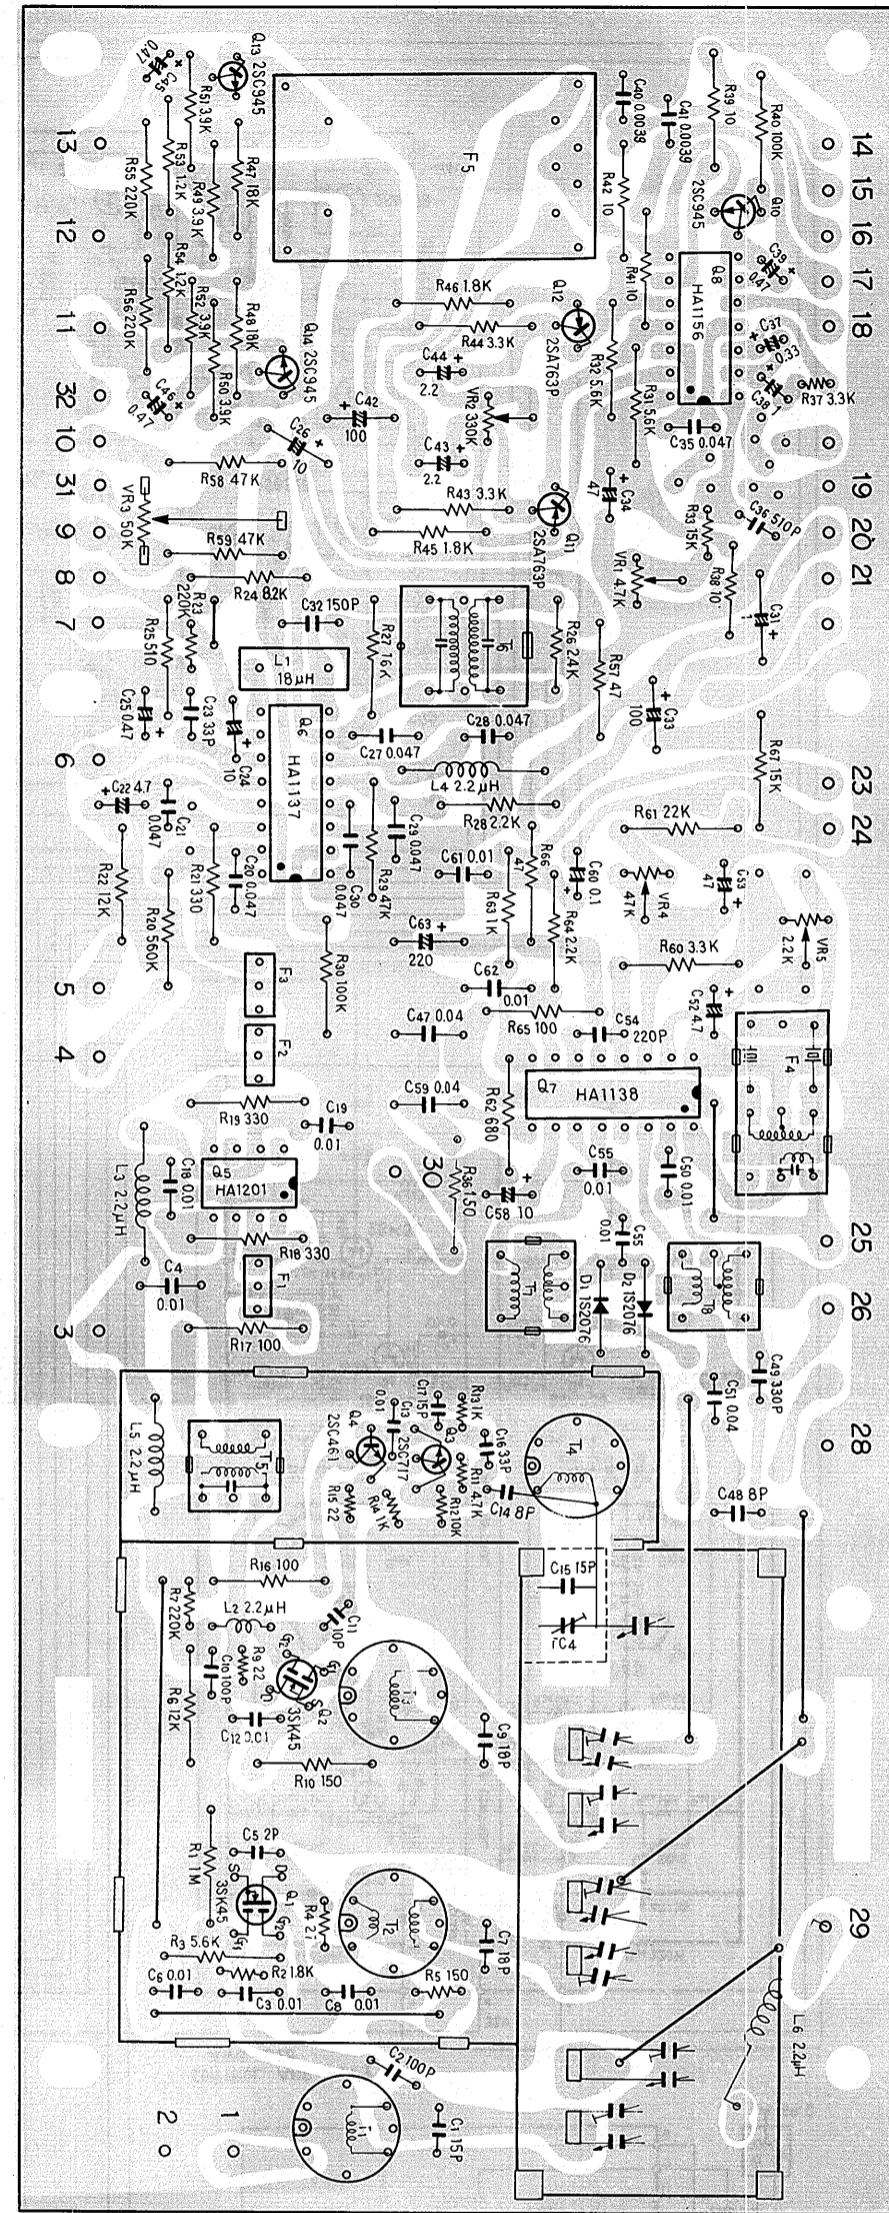 Q13 2SC945
C45
0.47
R51 3.9K
R53 1.2K
R55 220K
R49 3.9K
R47 18K
F5
C40 0.0039
C41 0.0039
R39 10
R40 100K
R42 10
2SC945
Q10
13
12
11
32
10
31
9
8
7
6
5
4
3
14
15
16
17
18
19
20
21
23
24
25
26
28
29
30
R54 1.2K
R56 220K
R52 3.9K
R50 3.9K
R48 18K
Q14 2SC945
C46
0.47
R46 1.8K
R44 3.3K
Q12
2SA763P
R41 10
Q8
HA1156
C39
0.47
C37
0.33
C38 1
R37 3.3K
C44
2.2
C42
100
VR2 330K
R32 5.6K
R31 5.6K
C35 0.047
C26
10
C43
2.2
R58 47K
VR3 50K
R59 47K
R43 3.3K
R45 1.8K
Q11
2SA763P
C34
47
R33 15K
C36 510P
VR1 4.7K
R38 10
C31
R24 8.2K
R23
220K
R25 510
C32 150P
R27 16K
T6
R26 2.4K
R57 47
L1
18μH
C25 0.47
C23 33P
C24
10
Q6
HA1137
C28 0.047
C27 0.047
C33
100
R67 15K
L4 2.2μH
R28 2.2K
R61 22K
C22 4.7
C21
0.047
R22 12K
R21 330
R20 560K
C20 0.047
C30
0.047
R29 47K
C29 0.047
C61 0.01
R66
47
R63 1K
C60 0.1
R64 2.2K
47K
VR4
C53
47
VR5
2.2K
R60 3.3K
C63
220
R30 100K
F3
F2
C62
0.01
C47 0.04
R65 100
C54
220P
C52 4.7
F4
R19 330
C19
0.01
C59 0.04
R62 680
Q7
HA1138
L3 2.2μH
C18 0.01
Q5
HA1201
R36 150
C58 10
C55
0.01
C50 0.01
R18 330
C4
0.01
F1
R17 100
T7
C55
0.01
D1 1S2076
D2 1S2076
T8
C49 330P
C51 0.04
L5 2.2μH
T5
Q4
2SC461
C13
0.01
C17 15P
2SC717
Q3
R13 1K
C16 33P
R11 4.7K
R12 10K
R14 1K
R15 22
C14 8P
T4
C48 8P
R16 100
R7 220K
L2 2.2μH
C11
10P
C15 15P
TC4
R6 12K
C10 100P
R9 22
G2
G1
D
S
Q2
3SK45
T3
C12 0.01
R10 150
C9 18P
R1 1M
C5 2P
S
D
3SK45
Q1
G1
G2
R4 27
T2
C7 18P
R3 5.6K
R2 1.8K
C6 0.01
C3 0.01
C8 0.01
R5 150
L6 2.2μH
C2 100P
T1
C1 15P
2
1